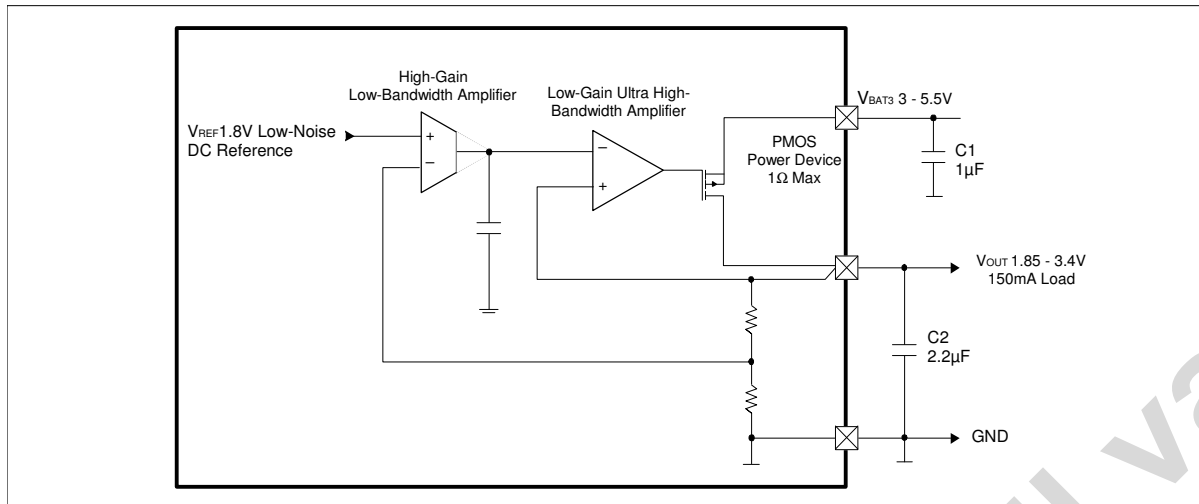 High-Gain
Low-Bandwidth Amplifier
Low-Gain Ultra High-
Bandwidth Amplifier
VREF1.8V Low-Noise
DC Reference
+
−
−
+
PMOS
Power Device
1Ω Max
VBAT3 3 - 5.5V
C1
1µF
VOUT 1.85 - 3.4V
150mA Load
C2
2.2µF
GND